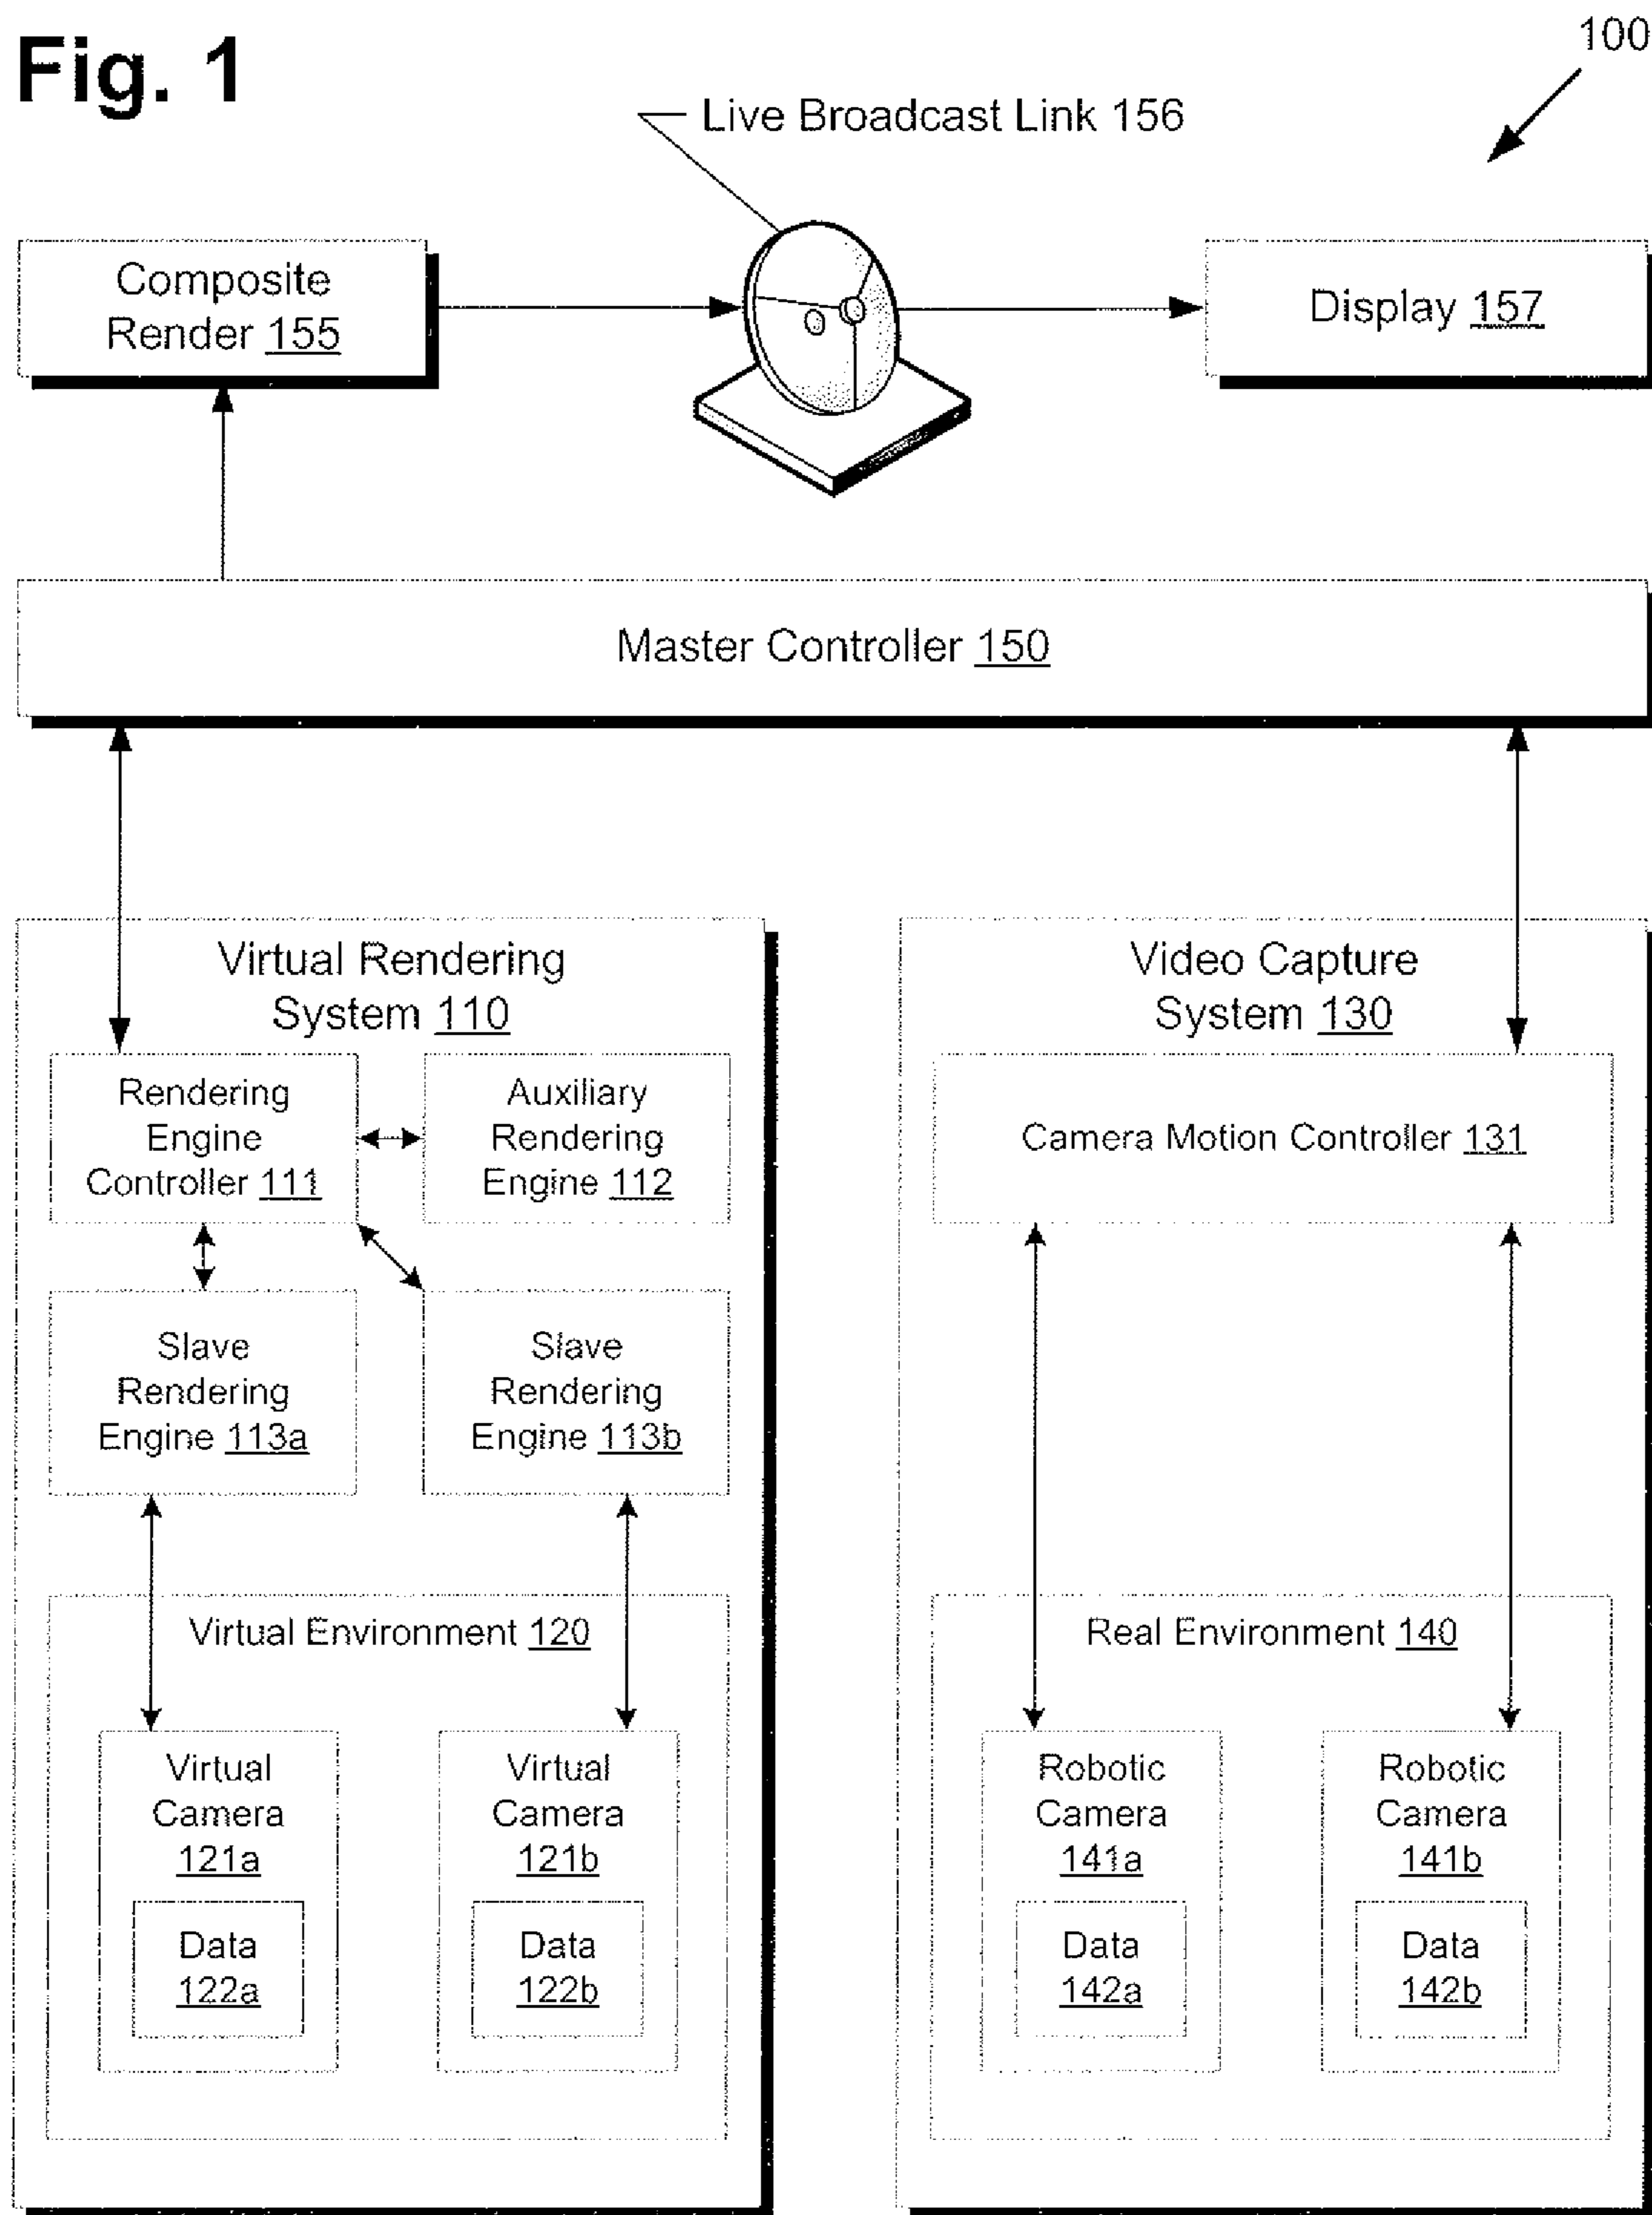 Fig. 1
100
Live Broadcast Link 156
Composite
Render 155
Display 157
Master Controller 150
Virtual Rendering
System 110
Rendering
Engine
Controller 111
Auxiliary
Rendering
Engine 112
Slave
Rendering
Engine 113a
Slave
Rendering
Engine 113b
Virtual Environment 120
Virtual
Camera
121a
Data
122a
Virtual
Camera
121b
Data
122b
Video Capture
System 130
Camera Motion Controller 131
Real Environment 140
Robotic
Camera
141a
Data
142a
Robotic
Camera
141b
Data
142b